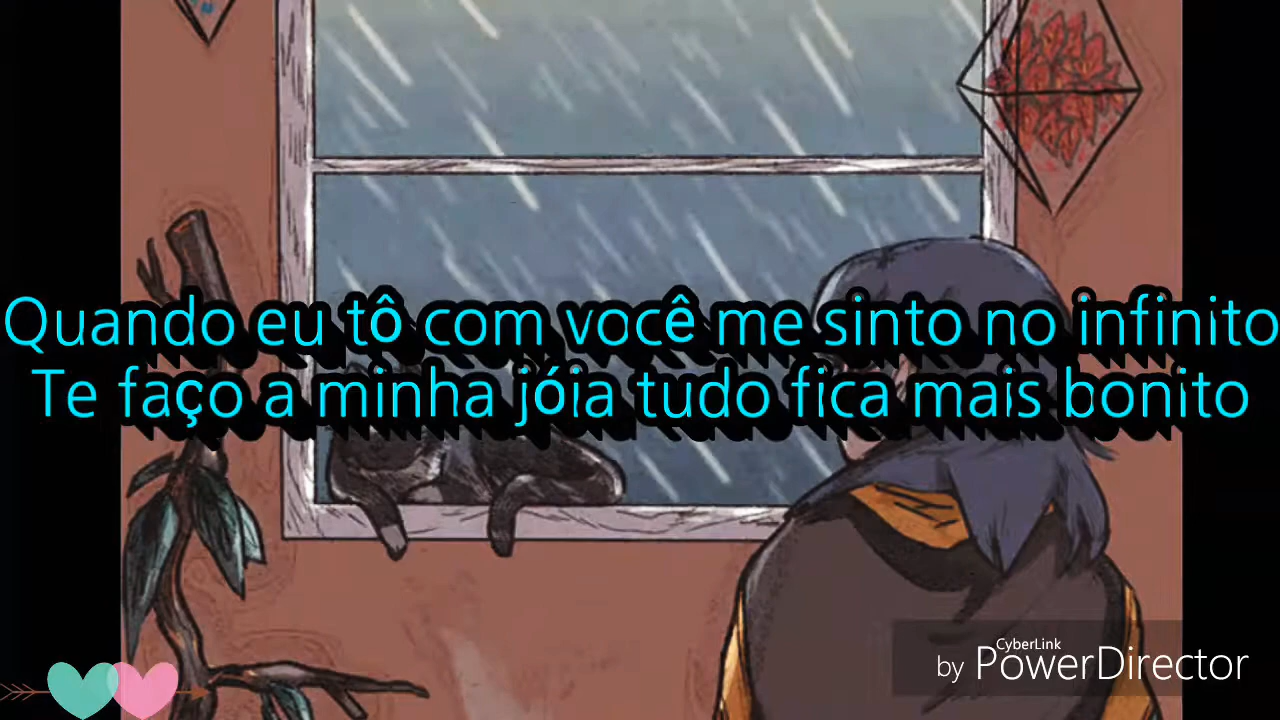 Quando eu tô com você me sinto no infinito
Te faço a minha jóia tudo fica mais bonito
CyberLink
by PowerDirector